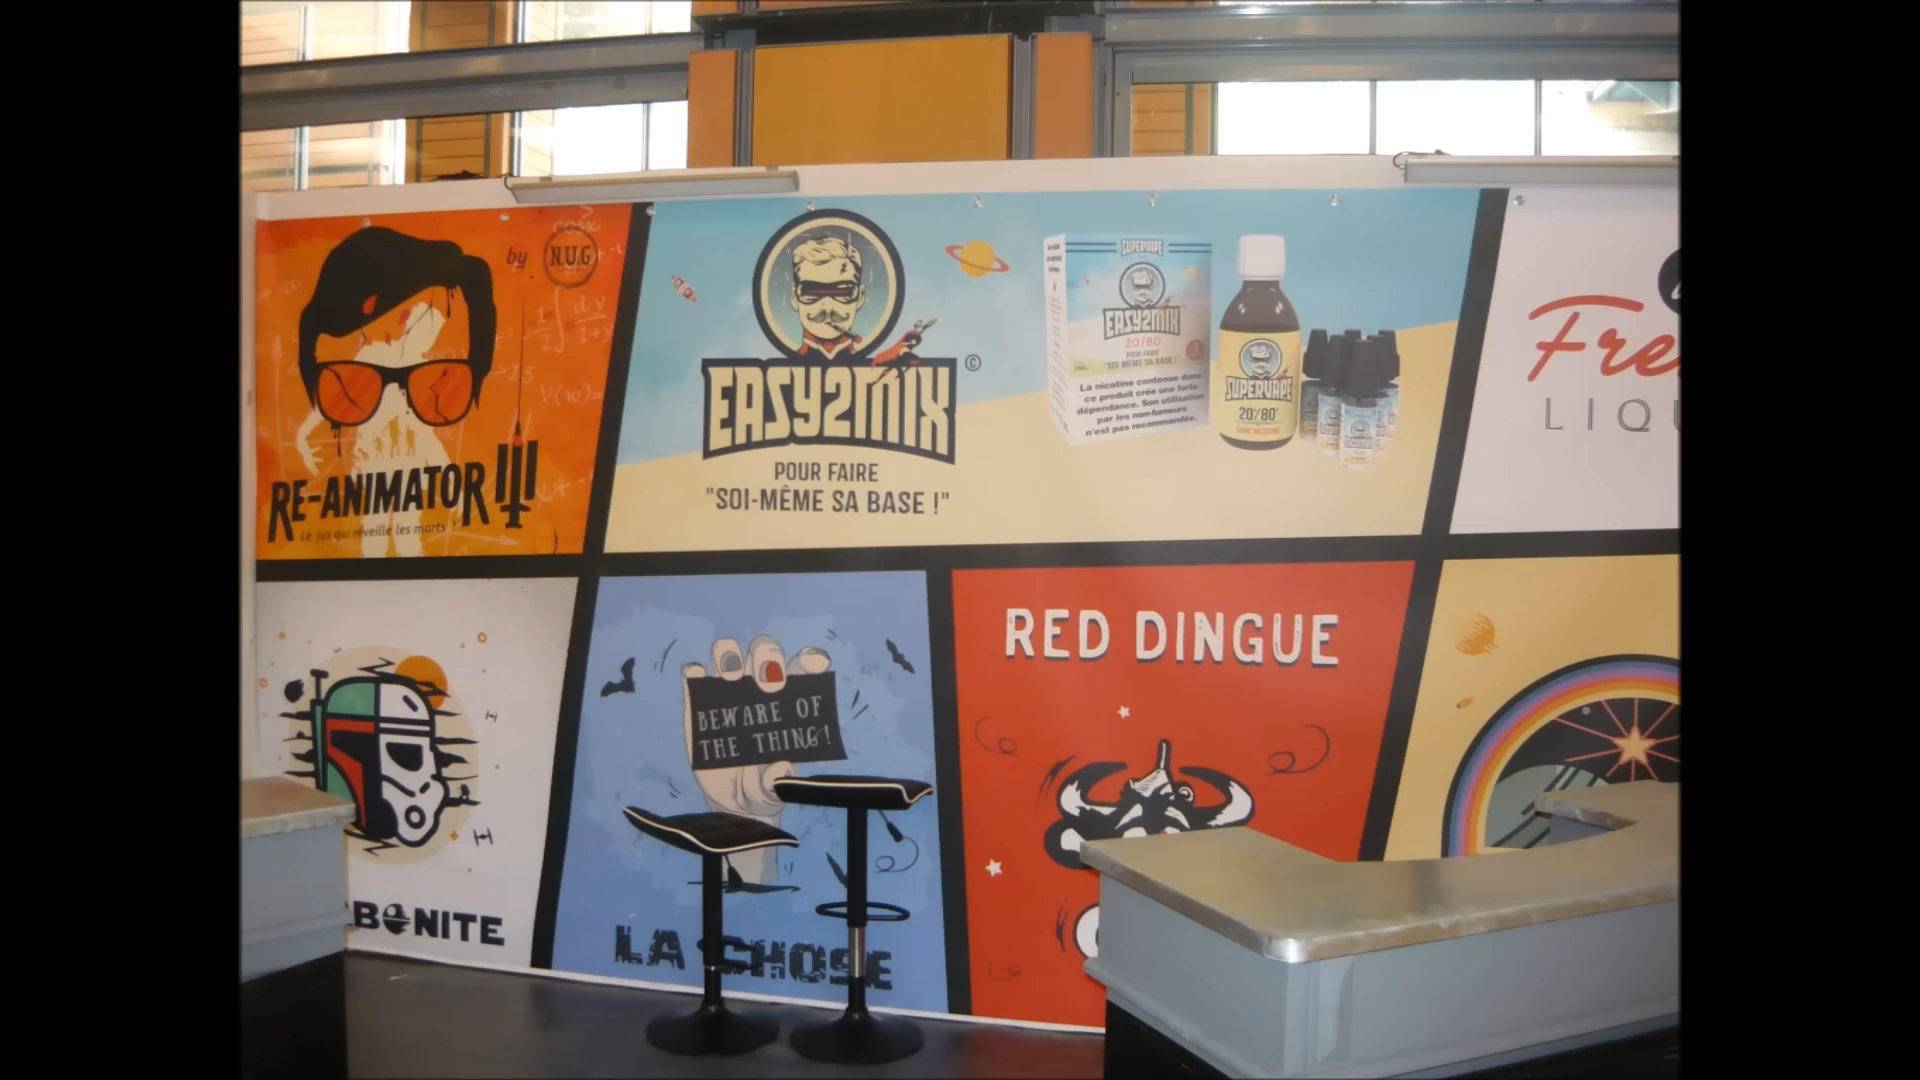 by N.U.G
RE-ANIMATOR III
Le jus qui réveille les morts !
EASY2MIX ©
POUR FAIRE
"SOI-MÊME SA BASE !"
SUPERVAPE
EASY2MIX
20/80
POUR FAIRE
"SOI-MÊME SA BASE !"
La nicotine contenue dans
ce produit crée une forte
dépendance. Son utilisation
par les non-fumeurs
n'est pas recommandée.
SUPERVAPE
20/80
SANS NICOTINE
Fre
LIQU
BONITE
BEWARE OF
THE THING!
LA CHOSE
RED DINGUE